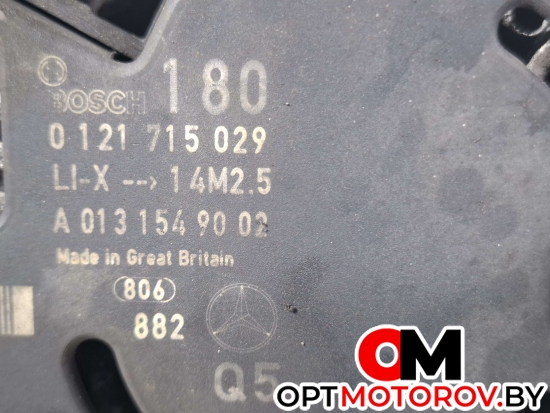 BOSCH 180
0 121 715 029
LI-X --> 14M2.5
A 013 154 90 02
Made in Great Britain
806
882
Q5
OM
OPTMOTOROV.BY